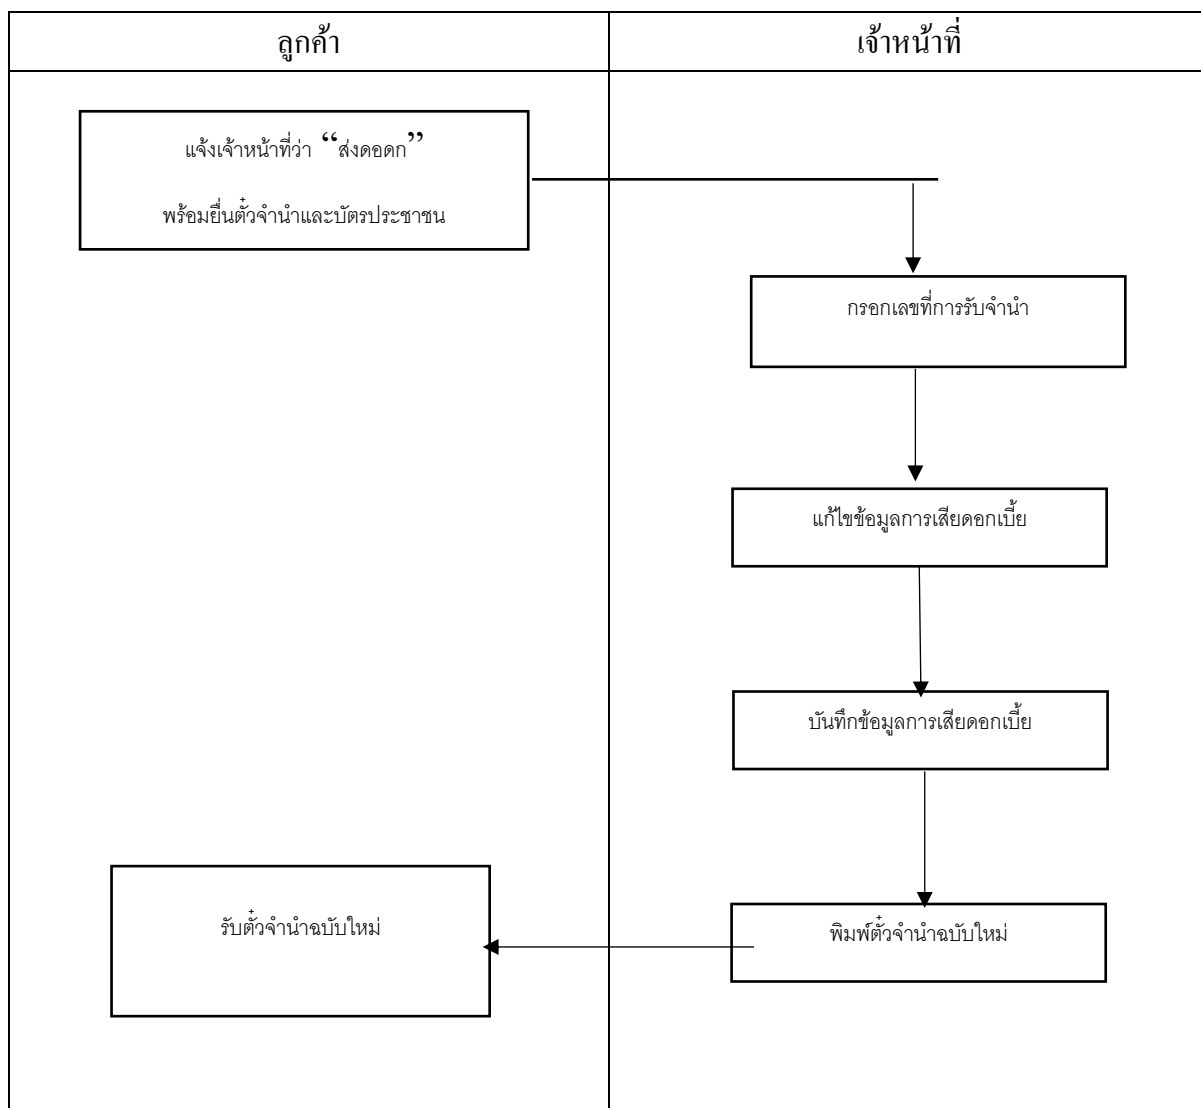 ลูกค้า
เจ้าหน้าที่
แจ้งเจ้าหน้าที่ว่า “ส่งดอดก”
พร้อมยื่นตั๋วจำนำและบัตรประชาชน
กรอกเลขที่การรับจำนำ
แก้ไขข้อมูลการเสียดอกเบี้ย
บันทึกข้อมูลการเสียดอกเบี้ย
รับตั๋วจำนำฉบับใหม่
พิมพ์ตั๋วจำนำฉบับใหม่